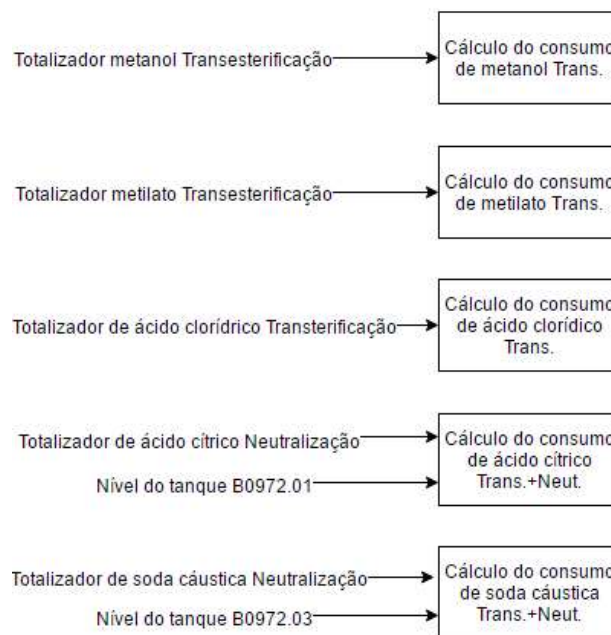 Totalizador metanol Transesterificação
Cálculo do consumo
de metanol Trans.
Totalizador metilato Transesterificação
Cálculo do consumo
de metilato Trans.
Totalizador de ácido clorídrico Transterificação
Cálculo do consumo
de ácido clorídico
Trans.
Totalizador de ácido cítrico Neutralização
Nível do tanque B0972.01
Cálculo do consumo
de ácido cítrico
Trans.+Neut.
Totalizador de soda cáustica Neutralização
Nível do tanque B0972.03
Cálculo do consumo
de soda cáustica
Trans.+Neut.